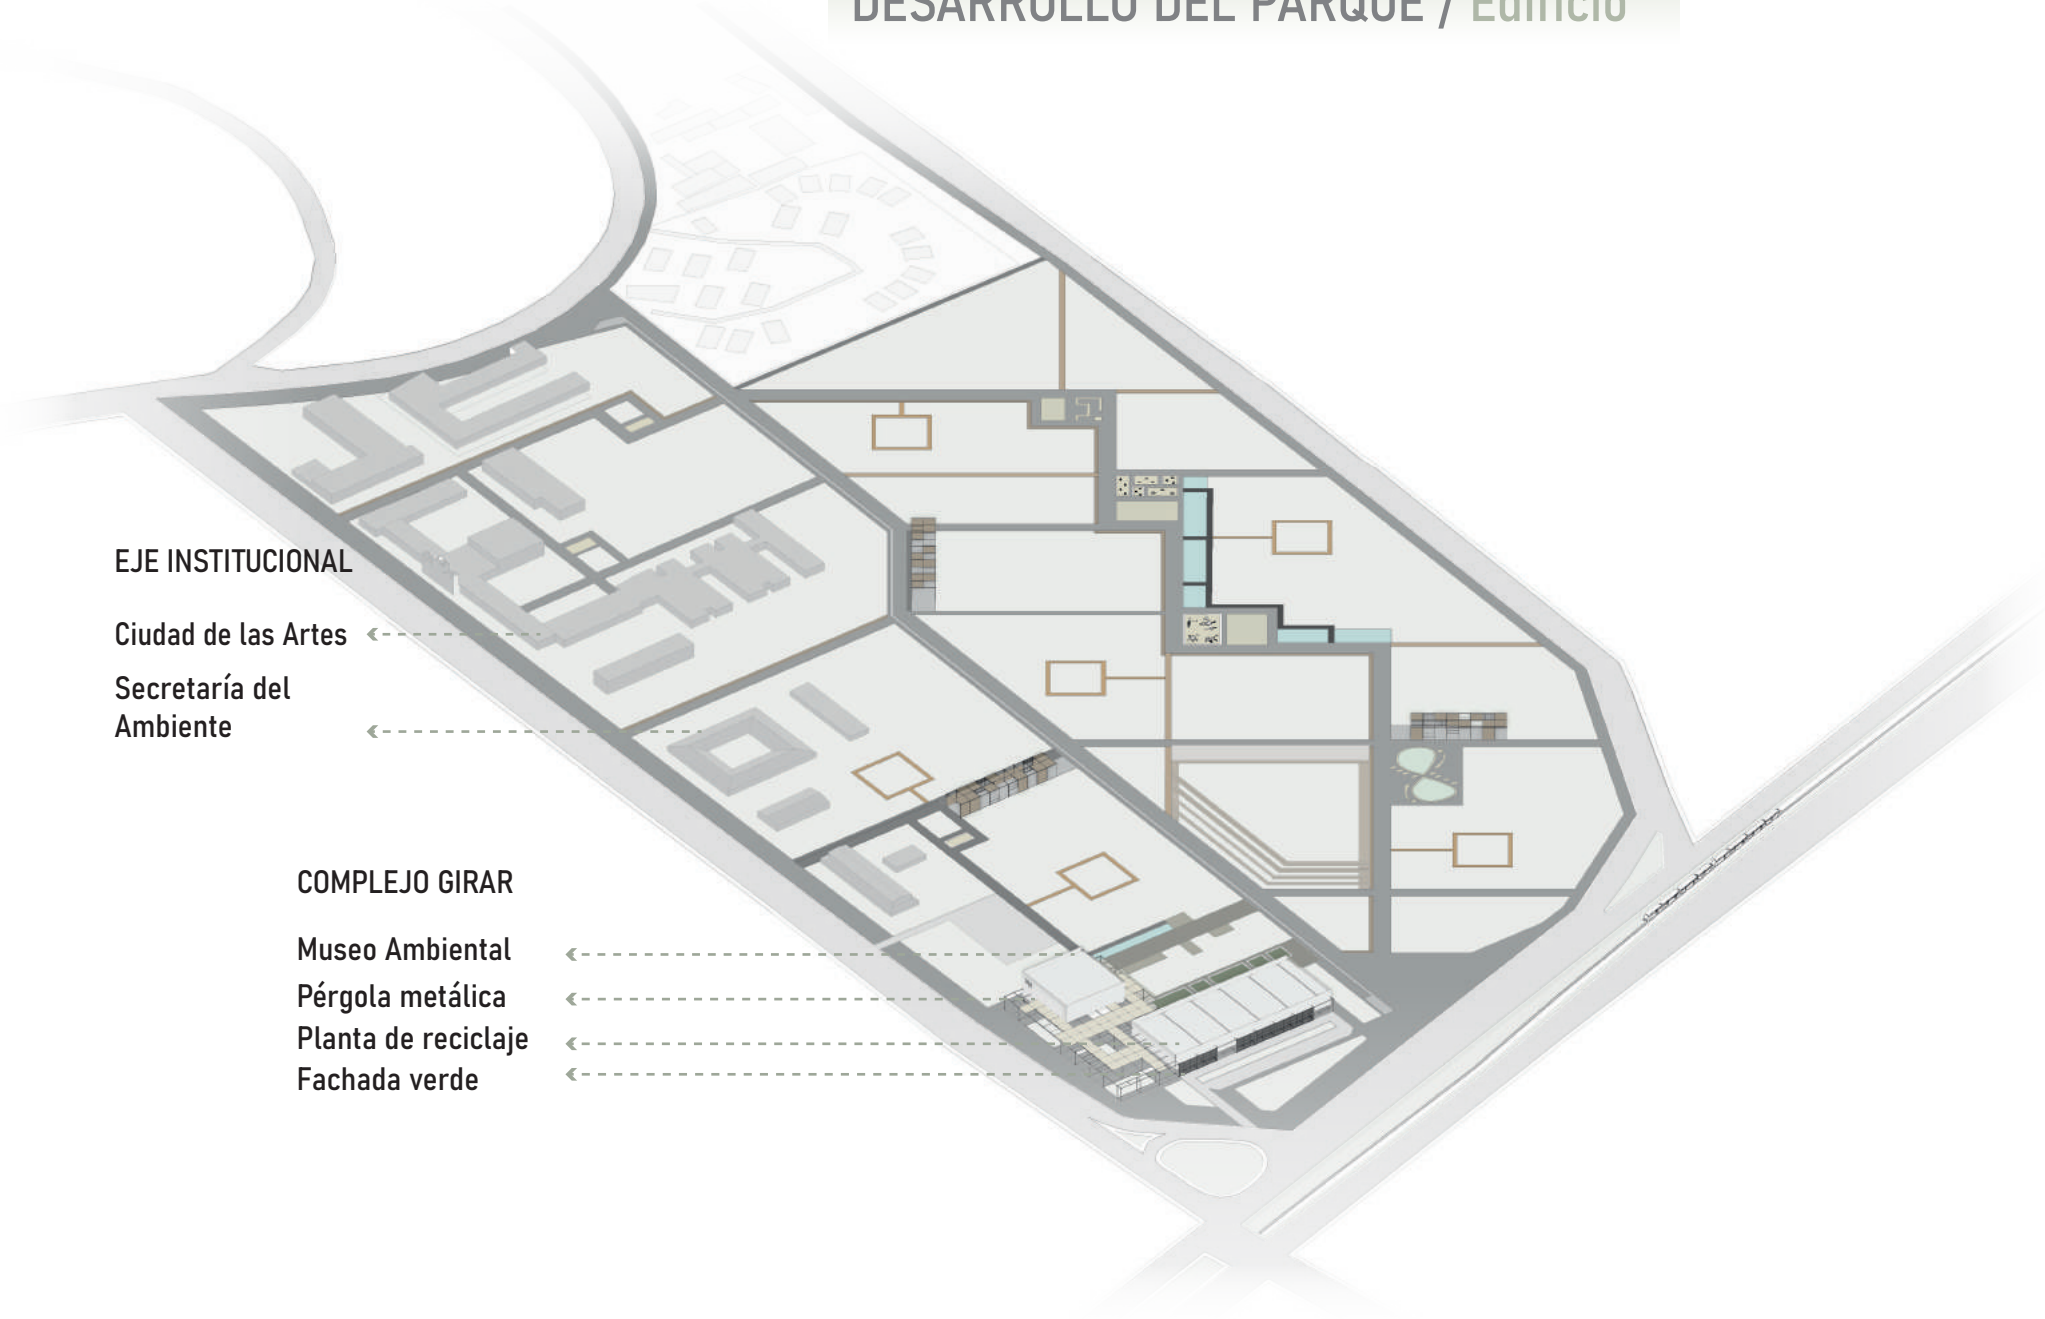 DESARROLLO DEL PARQUE / Edificio
EJE INSTITUCIONAL
Ciudad de las Artes
Secretaría del
Ambiente
COMPLEJO GIRAR
Museo Ambiental
Pérgola metálica
Planta de reciclaje
Fachada verde